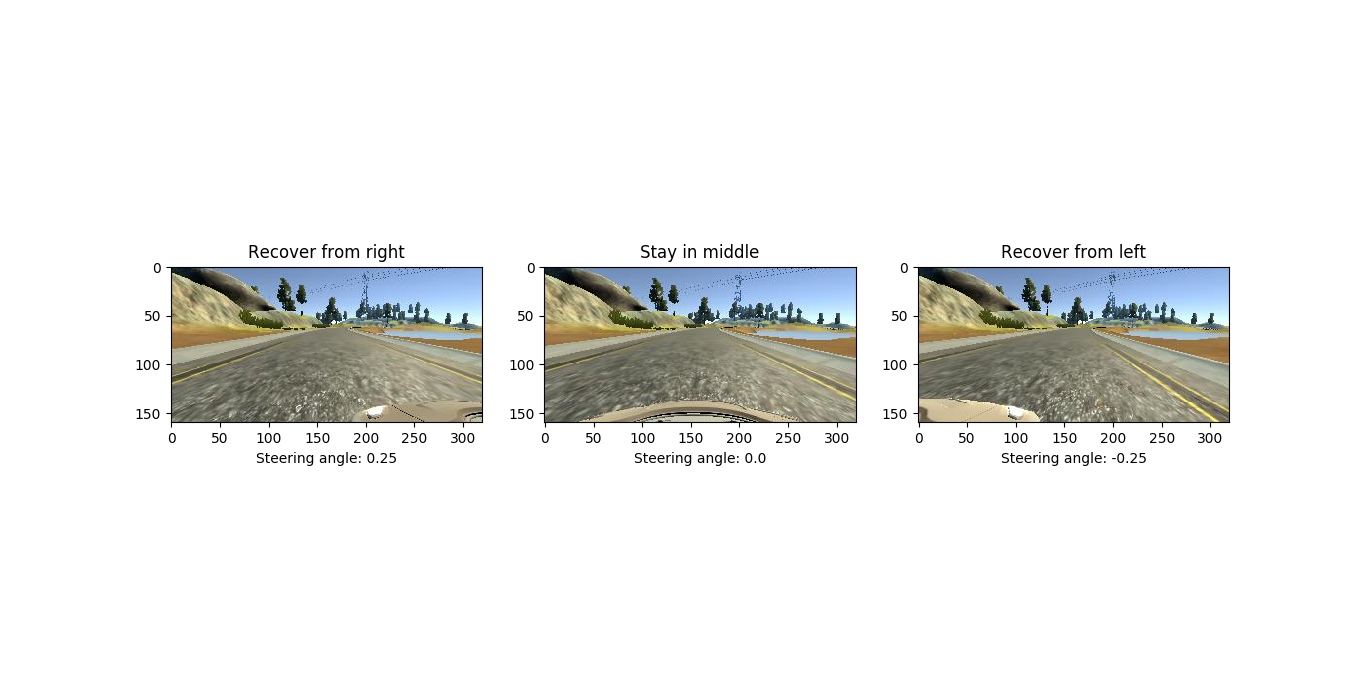 Recover from right
Stay in middle
Recover from left
0
50
100
150
0 50 100 150 200 250 300
Steering angle: 0.25
0
50
100
150
0 50 100 150 200 250 300
Steering angle: 0.0
0
50
100
150
0 50 100 150 200 250 300
Steering angle: -0.25